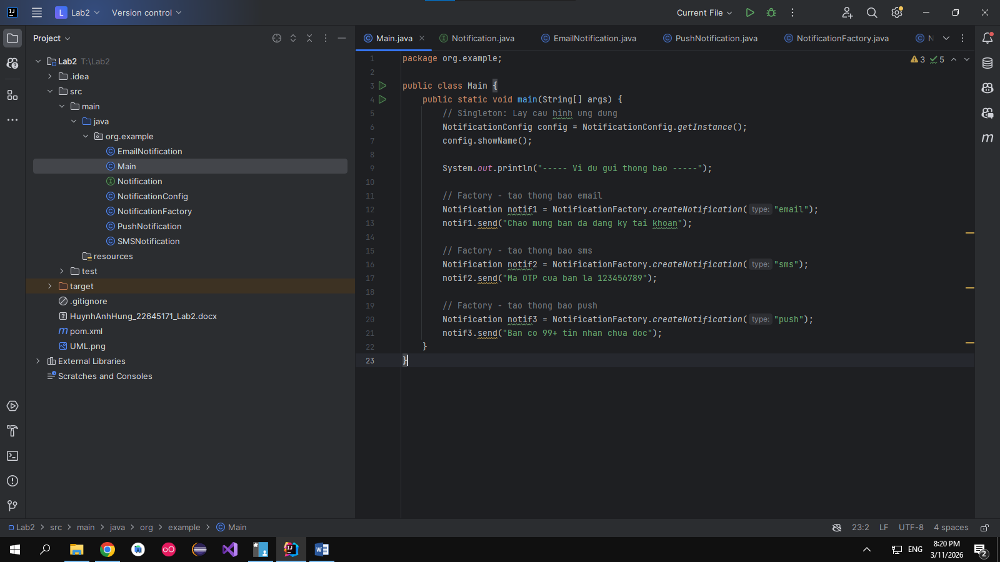 L Lab2 Version control Current File
Project
Main.java Notification.java EmailNotification.java PushNotification.java NotificationFactory.java N
Lab2 T:\Lab2
.idea
src
main
java
org.example
EmailNotification
Main
Notification
NotificationConfig
NotificationFactory
PushNotification
SMSNotification
resources
test
target
.gitignore
HuynhAnhHung_22645171_Lab2.docx
pom.xml
UML.png
External Libraries
Scratches and Consoles
3 5
1 package org.example;
2
3 public class Main {
4 public static void main(String[] args) {
5 // Singleton: Lay cau hinh ung dung
6 NotificationConfig config = NotificationConfig.getInstance();
7 config.showName();
8
9 System.out.println("----- Vi du gui thong bao -----");
10
11 // Factory - tao thong bao email
12 Notification notif1 = NotificationFactory.createNotification( type: "email");
13 notif1.send("Chao mung ban da dang ky tai khoan");
14
15 // Factory - tao thong bao sms
16 Notification notif2 = NotificationFactory.createNotification( type: "sms");
17 notif2.send("Ma OTP cua ban la 123456789");
18
19 // Factory - tao thong bao push
20 Notification notif3 = NotificationFactory.createNotification( type: "push");
21 notif3.send("Ban co 99+ tin nhan chua doc");
22 }
23 }
Lab2 > src > main > java > org > example > Main
23:2 LF UTF-8 4 spaces
ENG
8:20 PM
3/11/2026
2